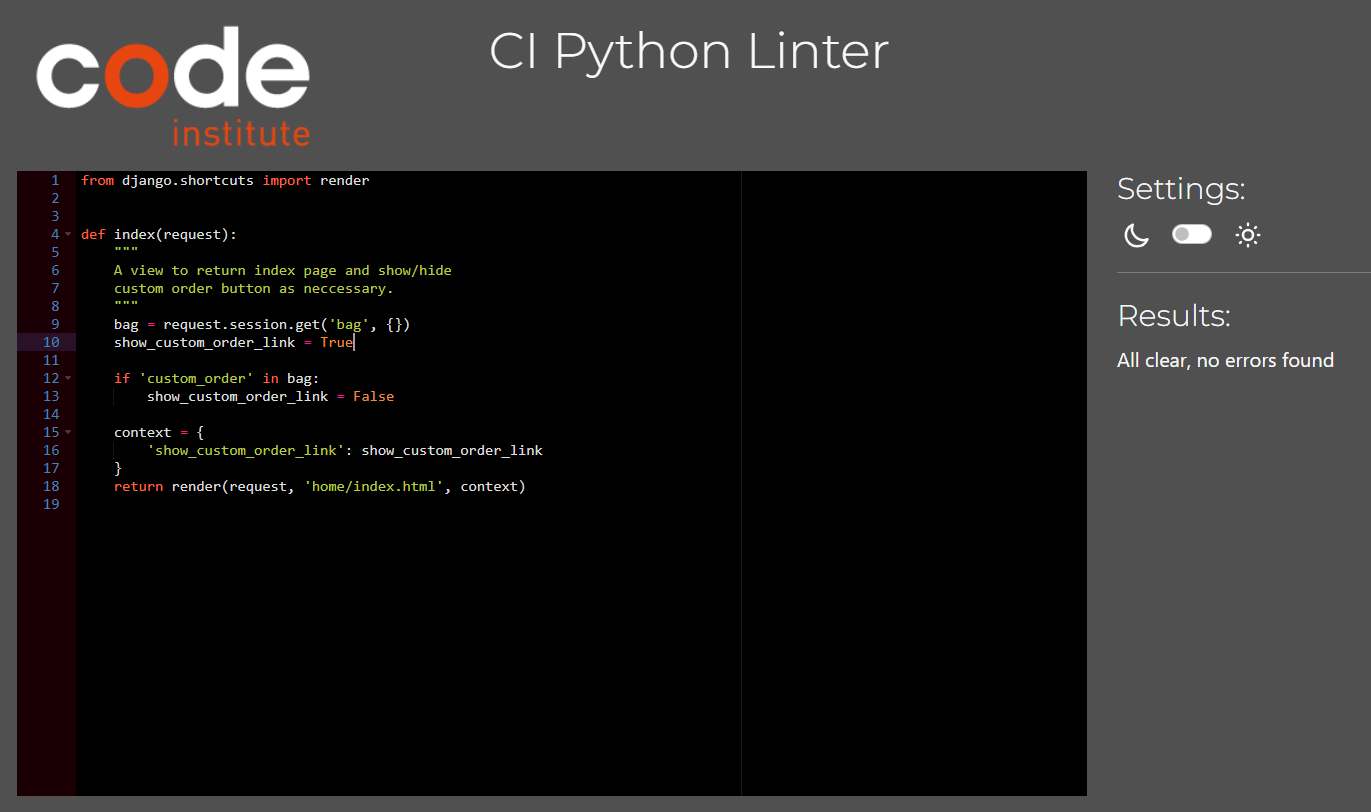 code
institute
CI Python Linter
1 from django.shortcuts import render
2
3
4 def index(request):
5     """
6     A view to return index page and show/hide
7     custom order button as neccessary.
8     """
9     bag = request.session.get('bag', {})
10     show_custom_order_link = True
11
12     if 'custom_order' in bag:
13         show_custom_order_link = False
14
15     context = {
16         'show_custom_order_link': show_custom_order_link
17     }
18     return render(request, 'home/index.html', context)
19
Settings:
Results:
All clear, no errors found